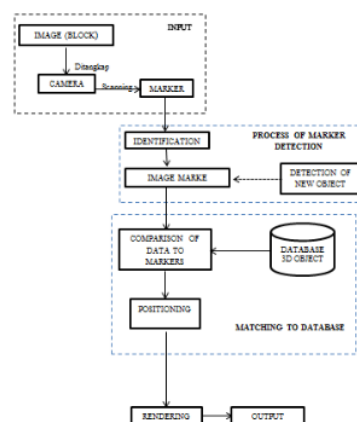 INPUT
IMAGE (BLOCK)
Ditangkap
CAMERA
Scanning
MARKER
PROCESS OF MARKER
DETECTION
IDENTIFICATION
IMAGE MARKE
DETECTION OF
NEW OBJECT
COMPARISON OF
DATA TO
MARKERS
DATABASE
3D OBJECT
POSITIONING
MATCHING TO DATABASE
RENDERING
OUTPUT